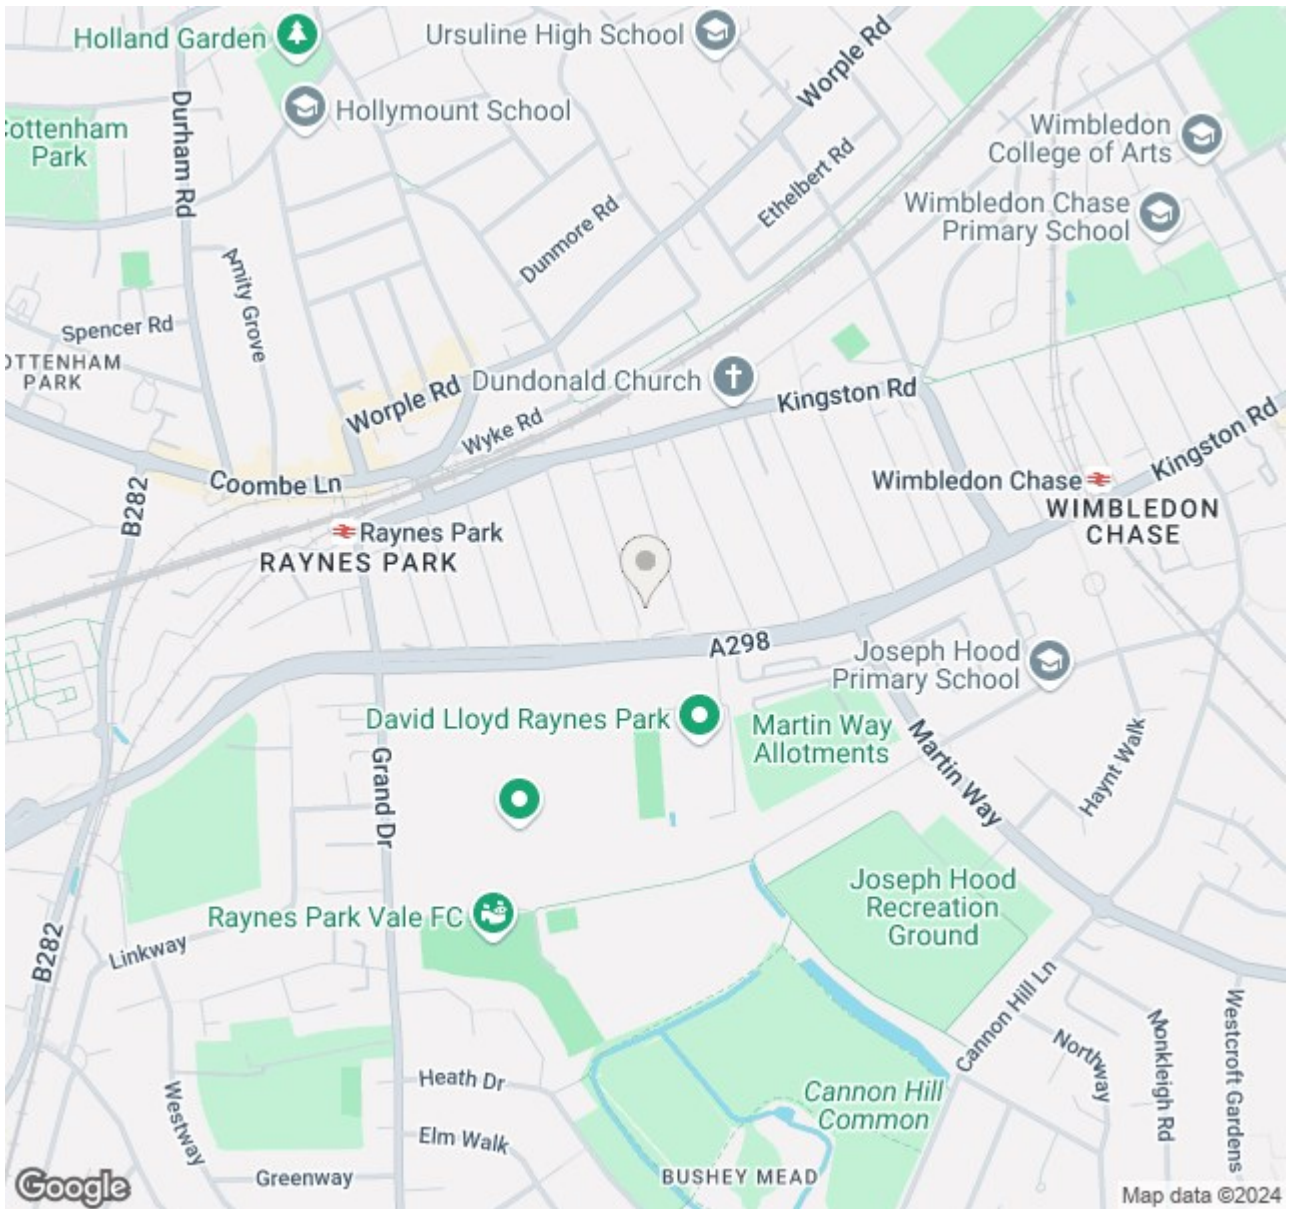 Holland Garden
Ursuline High School
Worple Rd
Hollymount School
Durham Rd
Cottenham
Park
Wimbledon
College of Arts
Ethelbert Rd
Wimbledon Chase
Primary School
Dunmore Rd
Amity Grove
Spencer Rd
OTTENHAM
PARK
Dundonald Church
Worple Rd
Kingston Rd
Wyke Rd
Kingston Rd
Coombe Ln
Wimbledon Chase
B282
WIMBLEDON
CHASE
Raynes Park
RAYNES PARK
A298
Joseph Hood
Primary School
David Lloyd Raynes Park
Martin Way
Allotments
Martin Way
Haynt Walk
Grand Dr
Joseph Hood
Recreation
Ground
Raynes Park Vale FC
Linkway
B282
Cannon Hill Ln
Westcroft Gardens
Monkleigh Rd
Northway
Heath Dr
Cannon Hill
Common
Westway
Elm Walk
Greenway
BUSHEY MEAD
Google
Map data ©2024